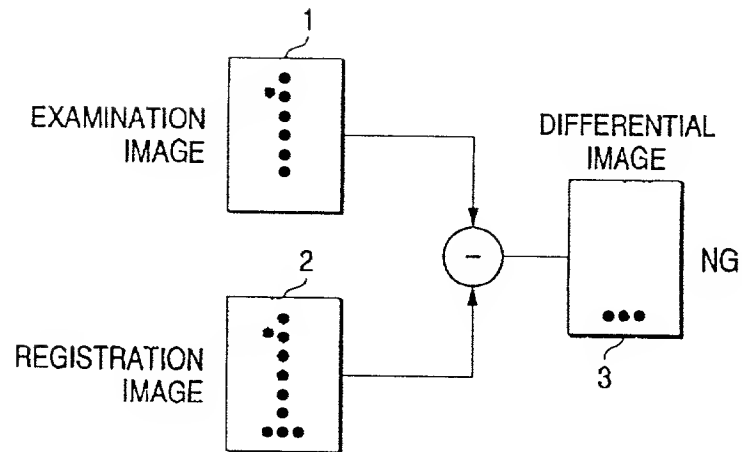 1
EXAMINATION
IMAGE
DIFFERENTIAL
IMAGE
−
NG
2
REGISTRATION
IMAGE
3